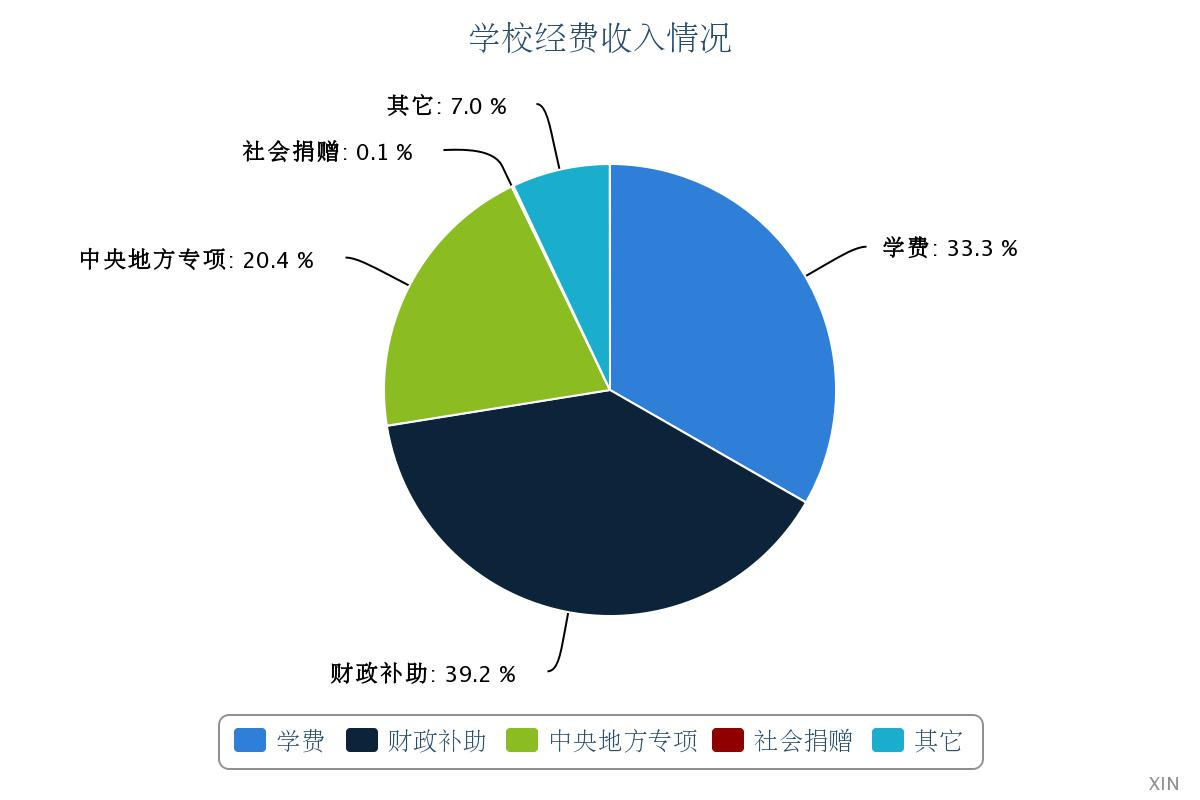 学校经费收入情况
其它: 7.0 %
社会捐赠: 0.1 %
学费: 33.3 %
中央地方专项: 20.4 %
财政补助: 39.2 %
学费 财政补助 中央地方专项 社会捐赠 其它
XIN